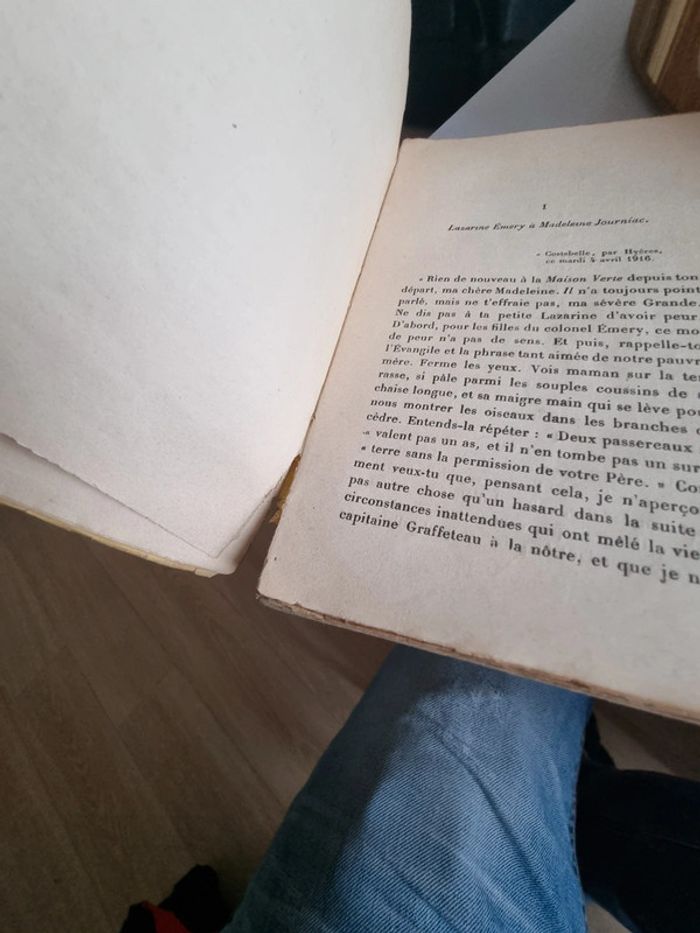 I
Lazarine Émery à Madeleine Journiac.
« Costebelle, par Hyères,
ce mardi 4 avril 1916.
« Rien de nouveau à la Maison Verte depuis ton
départ, ma chère Madeleine. Il n'a toujours point
parlé, mais ne t'effraie pas, ma sévère Grande.
Ne dis pas à ta petite Lazarine d'avoir peur
D'abord, pour les filles du colonel Émery, ce mo
de peur n'a pas de sens. Et puis, rappelle-to
l'Évangile et la phrase tant aimée de notre pauvr
mère. Ferme les yeux. Vois maman sur la ter
rasse, si pâle parmi les souples coussins de
chaise longue, et sa maigre main qui se lève pou
nous montrer les oiseaux dans les branches
cèdre. Entends-la répéter : « Deux passereaux
« valent pas un as, et il n'en tombe pas un sur
« terre sans la permission de votre Père. » Co
ment veux-tu que, pensant cela, je n'aperço
pas autre chose qu'un hasard dans la suite
circonstances inattendues qui ont mêlé la vie
capitaine Graffeteau à la nôtre, et que je n